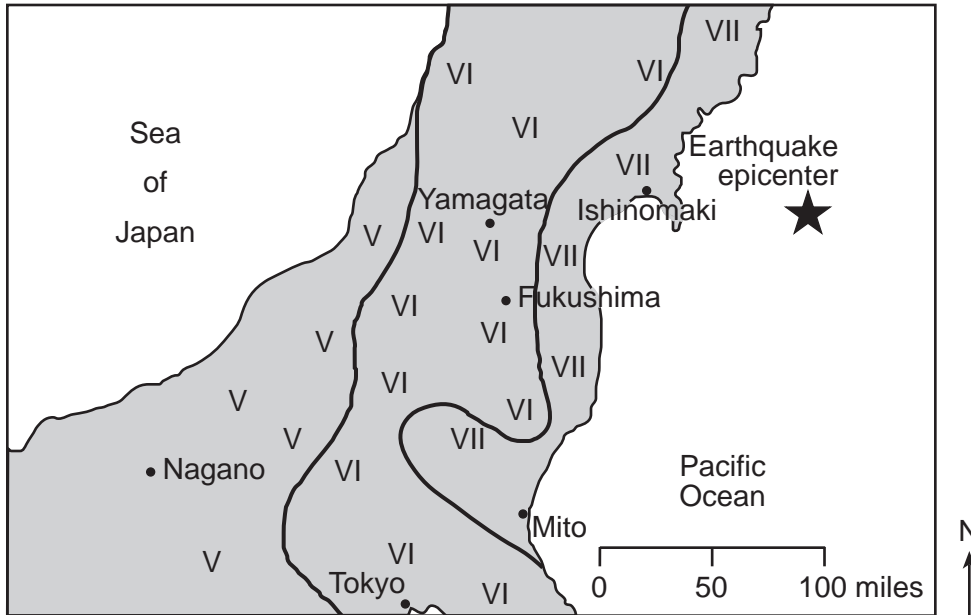 VII
VI
VI
Sea
of
Japan
VI
Earthquake
epicenter
VII
Yamagata
Ishinomaki
V
VI
VI
VII
Fukushima
VI
VI
V
VII
VI
V
VI
V
VII
VI
Pacific
Ocean
Nagano
Mito
N
V
VI
Tokyo
VI
0
50
100 miles